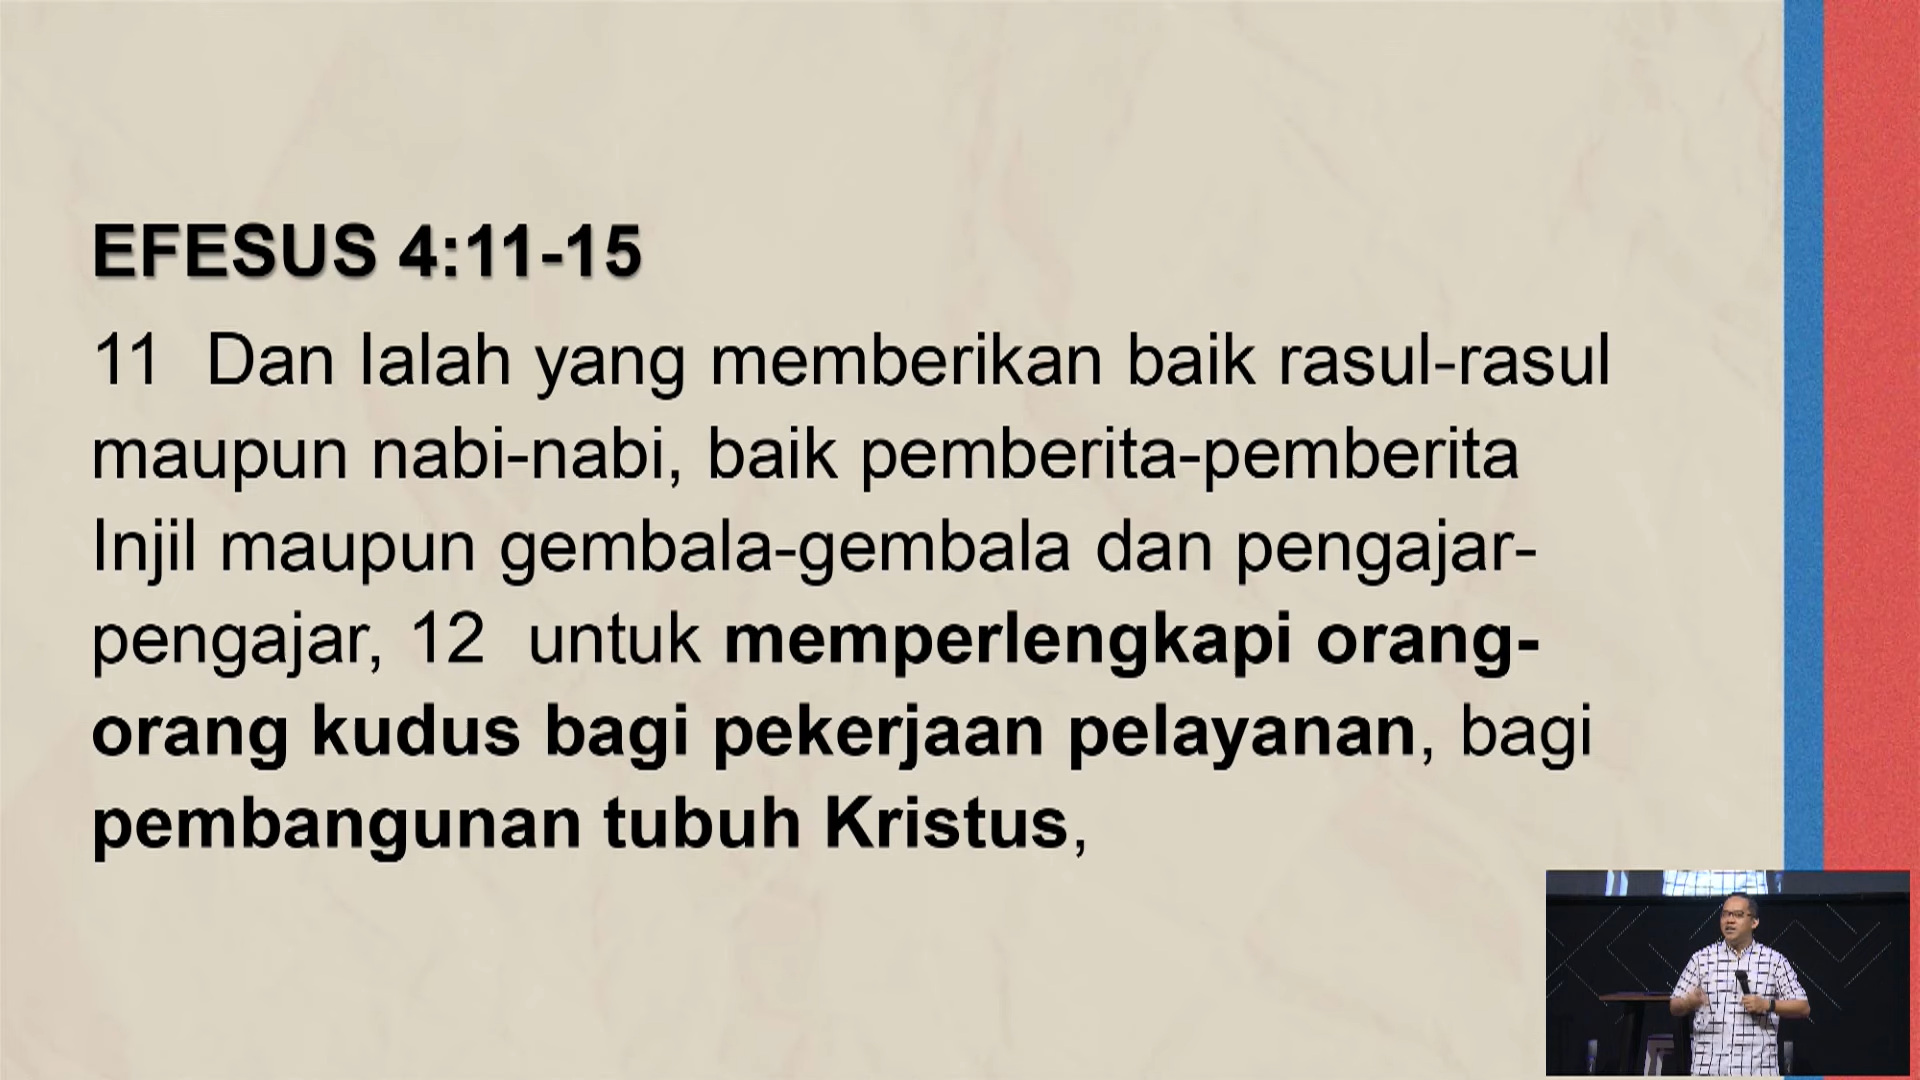 EFESUS 4:11-15
11  Dan Ialah yang memberikan baik rasul-rasul
maupun nabi-nabi, baik pemberita-pemberita
Injil maupun gembala-gembala dan pengajar-
pengajar, 12  untuk memperlengkapi orang-
orang kudus bagi pekerjaan pelayanan, bagi
pembangunan tubuh Kristus,